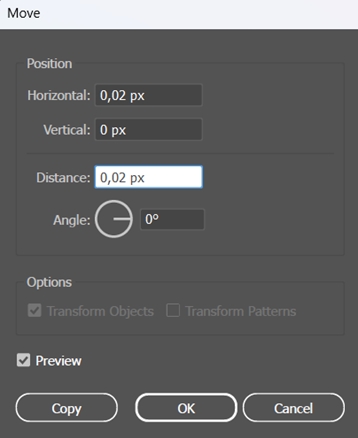 Move
Position
Horizontal: 0,02 px
Vertical: 0 px
Distance: 0,02 px
Angle: 0°
Options
Transform Objects Transform Patterns
Preview
Copy OK Cancel